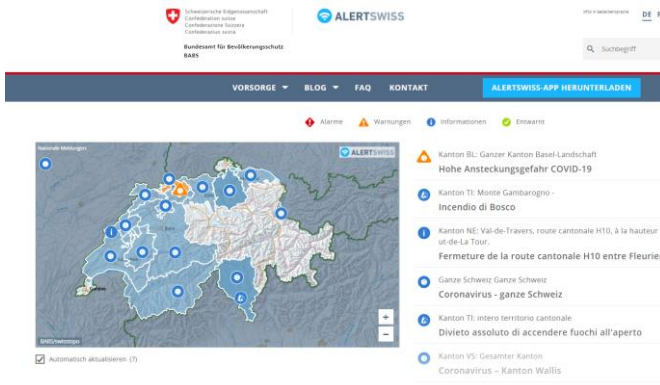 Schweizerische Eidgenossenschaft
Confédération suisse
Confederazione Svizzera
Confederaziun svizra
Bundesamt für Bevölkerungsschutz
BABS
ALERTSWISS
DE
Suchbegriff
VORSORGE BLOG FAQ KONTAKT ALERTSWISS-APP HERUNTERLADEN
Alarme Warnungen Informationen Entwarnt
Nationale Meldungen
ALERTSWISS
Kanton BL: Ganzer Kanton Basel-Landschaft
Hohe Ansteckungsgefahr COVID-19
Kanton TI: Monte Gambarogno -
Incendio di Bosco
Kanton NE: Val-de-Travers, route cantonale H10, à la hauteur
ut-de-La Tour.
Fermeture de la route cantonale H10 entre Fleurie
Ganze Schweiz Ganze Schweiz
Coronavirus - ganze Schweiz
Kanton TI: intero territorio cantonale
Divieto assoluto di accendere fuochi all'aperto
Kanton VS: Gesamter Kanton
Coronavirus – Kanton Wallis
+
−
BABS/swisstopo
Automatisch aktualisieren (?)